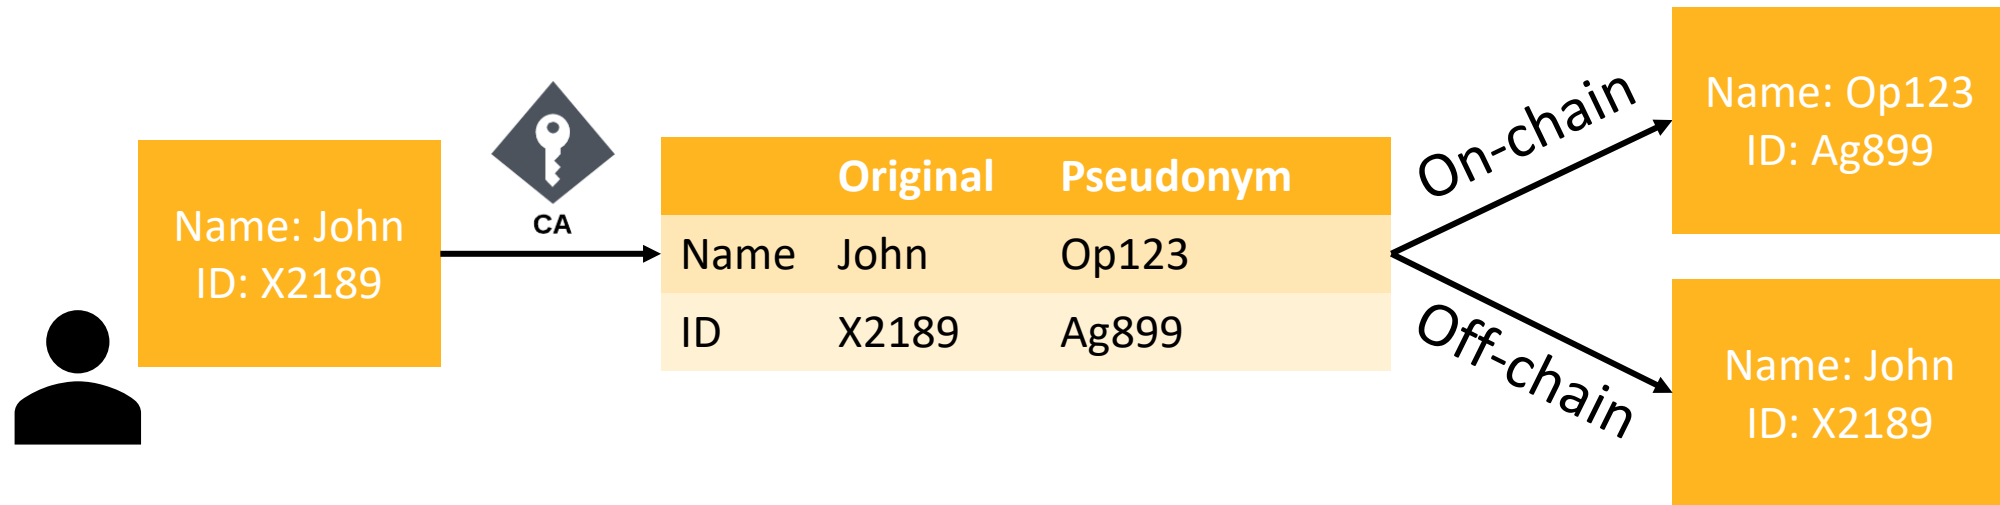 Name: John
ID: X2189
CA
Original Pseudonym
Name John Op123
ID X2189 Ag899
On-chain
Off-chain
Name: Op123
ID: Ag899
Name: John
ID: X2189